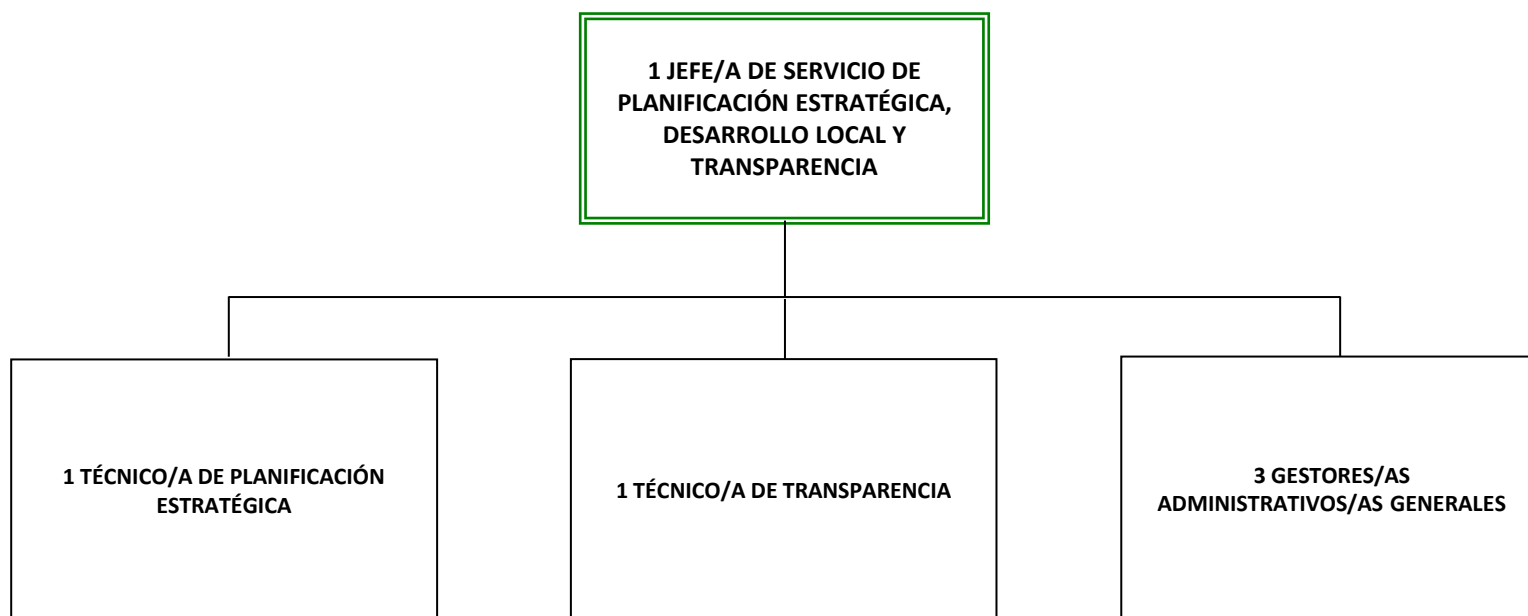 1 JEFE/A DE SERVICIO DE
PLANIFICACIÓN ESTRATÉGICA,
DESARROLLO LOCAL Y
TRANSPARENCIA
1 TÉCNICO/A DE PLANIFICACIÓN
ESTRATÉGICA
1 TÉCNICO/A DE TRANSPARENCIA
3 GESTORES/AS
ADMINISTRATIVOS/AS GENERALES